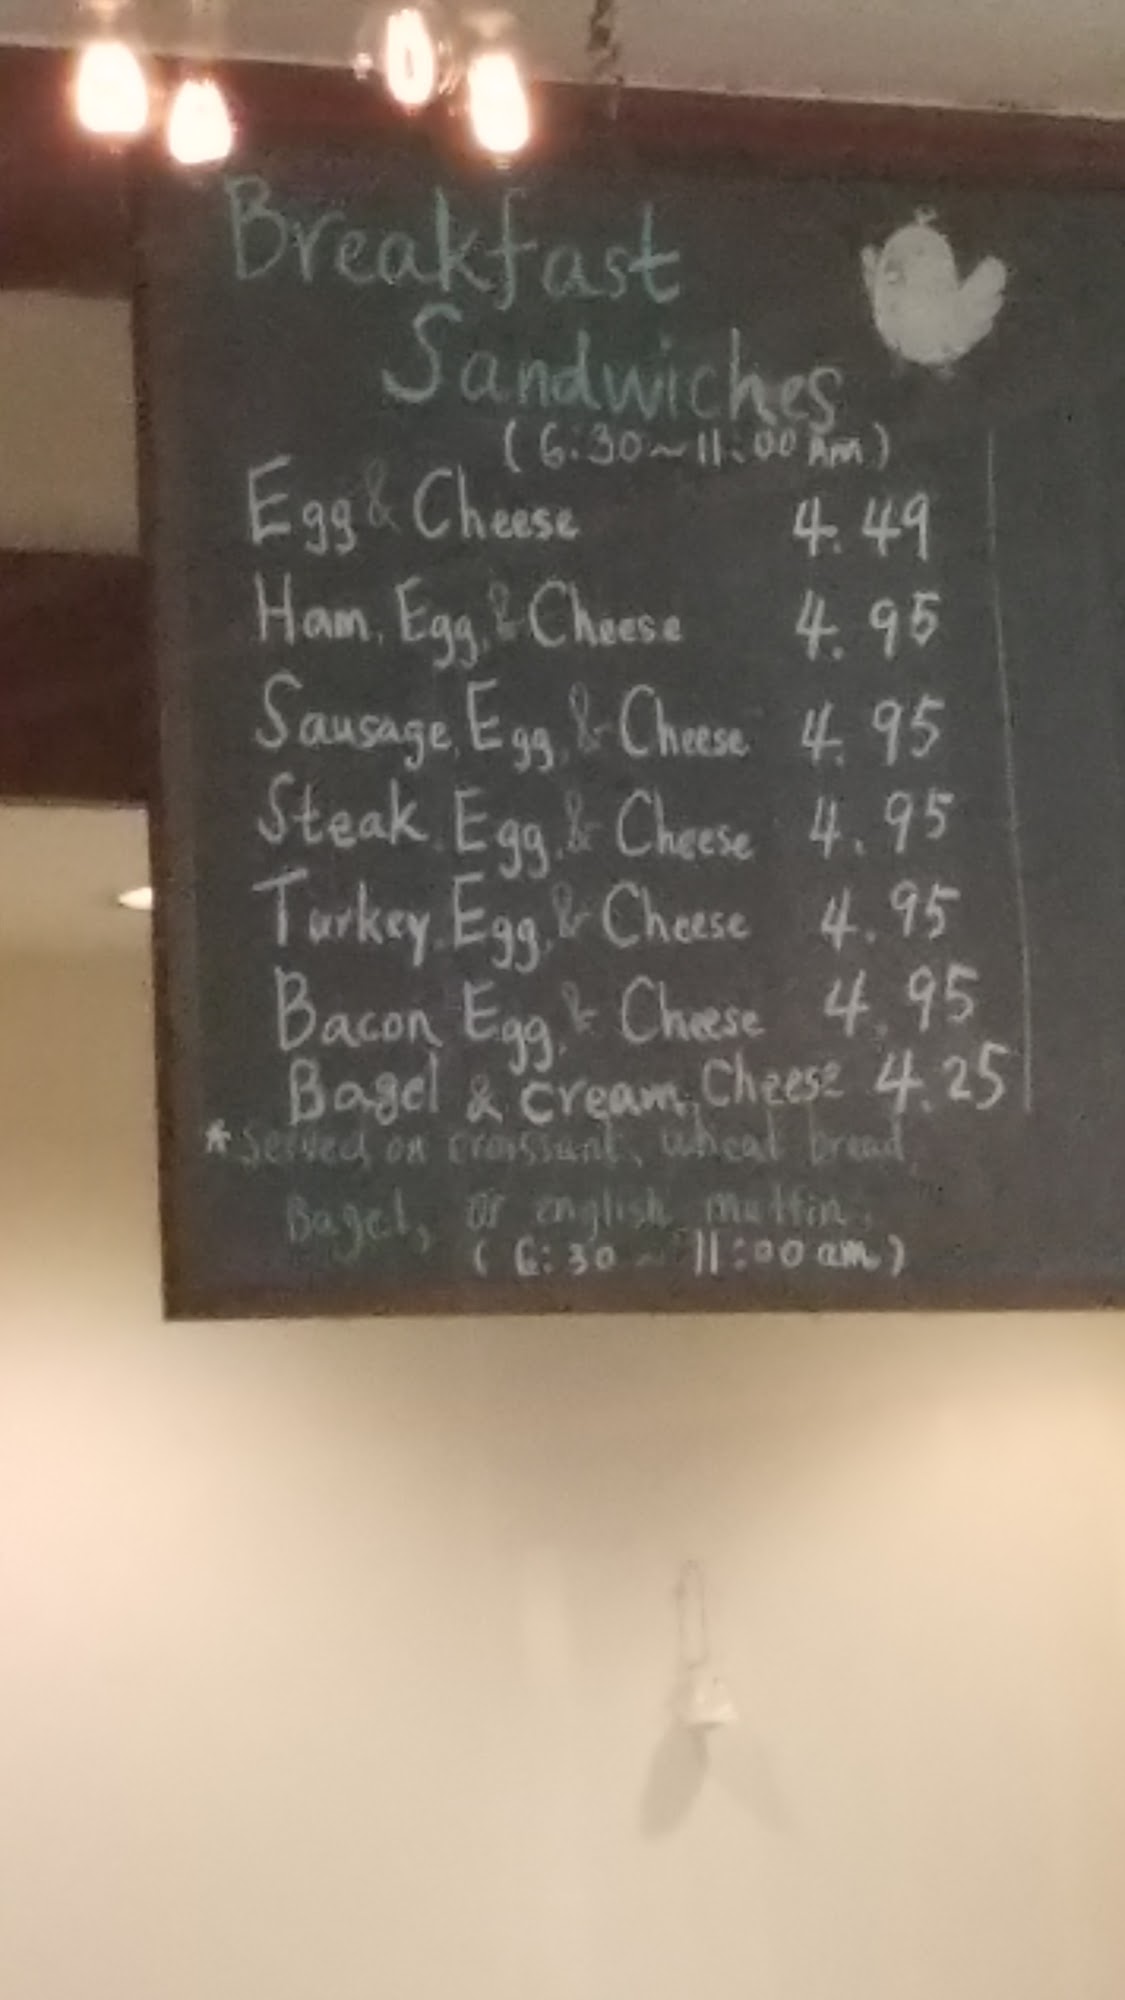 Breakfast
Sandwiches
(6:30~11:00 Am)
Egg & Cheese 4.49
Ham, Egg, & Cheese 4.95
Sausage, Egg, & Cheese 4.95
Steak, Egg, & Cheese 4.95
Turkey, Egg, & Cheese 4.95
Bacon, Egg, & Cheese 4.95
Bagel & cream Cheese 4.25
*Served on croissant, wheat bread,
Bagel, or english muffin.
(6:30~11:00 am)